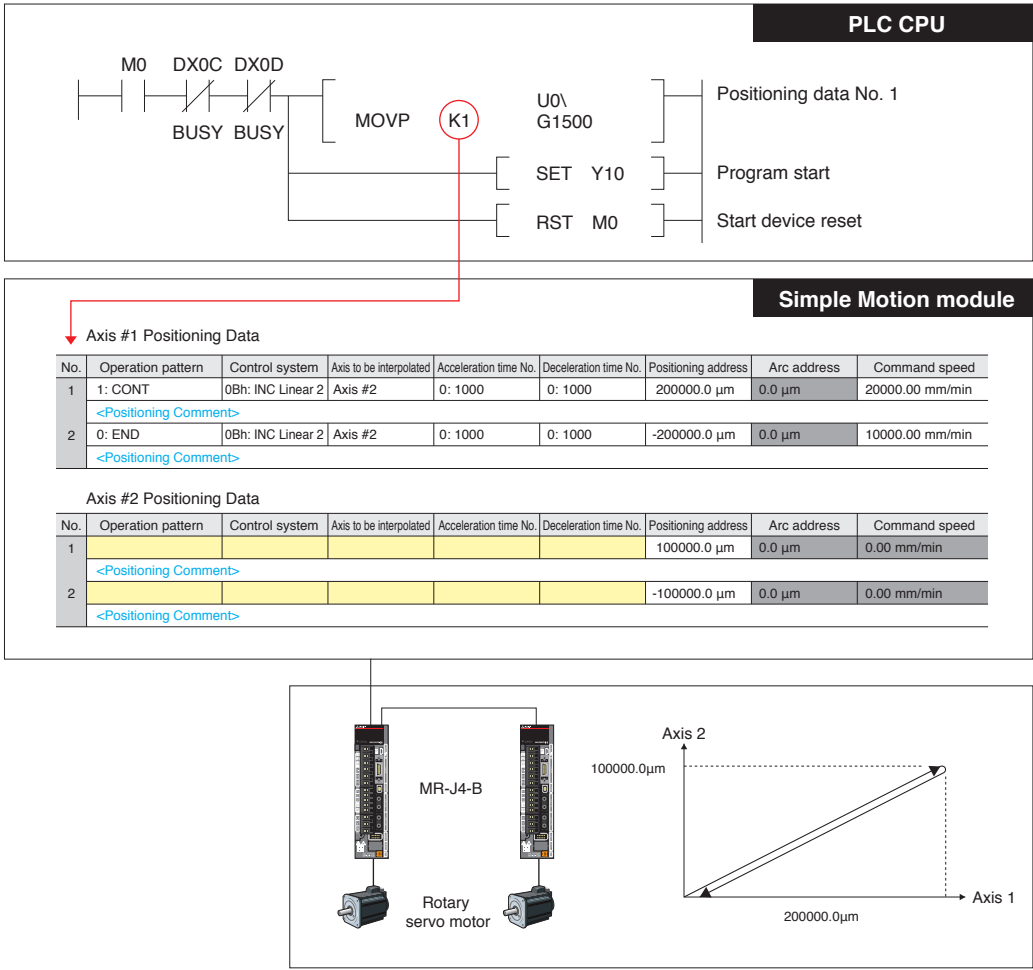 PLC CPU
M0 DX0C DX0D
BUSY BUSY
MOVP K1 U0\
G1500
Positioning data No. 1
SET Y10 Program start
RST M0 Start device reset
Simple Motion module
Axis #1 Positioning Data
No. Operation pattern Control system Axis to be interpolated Acceleration time No. Deceleration time No. Positioning address Arc address Command speed
1 1: CONT 0Bh: INC Linear 2 Axis #2 0: 1000 0: 1000 200000.0 µm 0.0 µm 20000.00 mm/min
<Positioning Comment>
2 0: END 0Bh: INC Linear 2 Axis #2 0: 1000 0: 1000 -200000.0 µm 0.0 µm 10000.00 mm/min
<Positioning Comment>
Axis #2 Positioning Data
No. Operation pattern Control system Axis to be interpolated Acceleration time No. Deceleration time No. Positioning address Arc address Command speed
1 100000.0 µm 0.0 µm 0.00 mm/min
<Positioning Comment>
2 -100000.0 µm 0.0 µm 0.00 mm/min
<Positioning Comment>
MR-J4-B
Rotary
servo motor
Axis 2
100000.0µm
Axis 1
200000.0µm